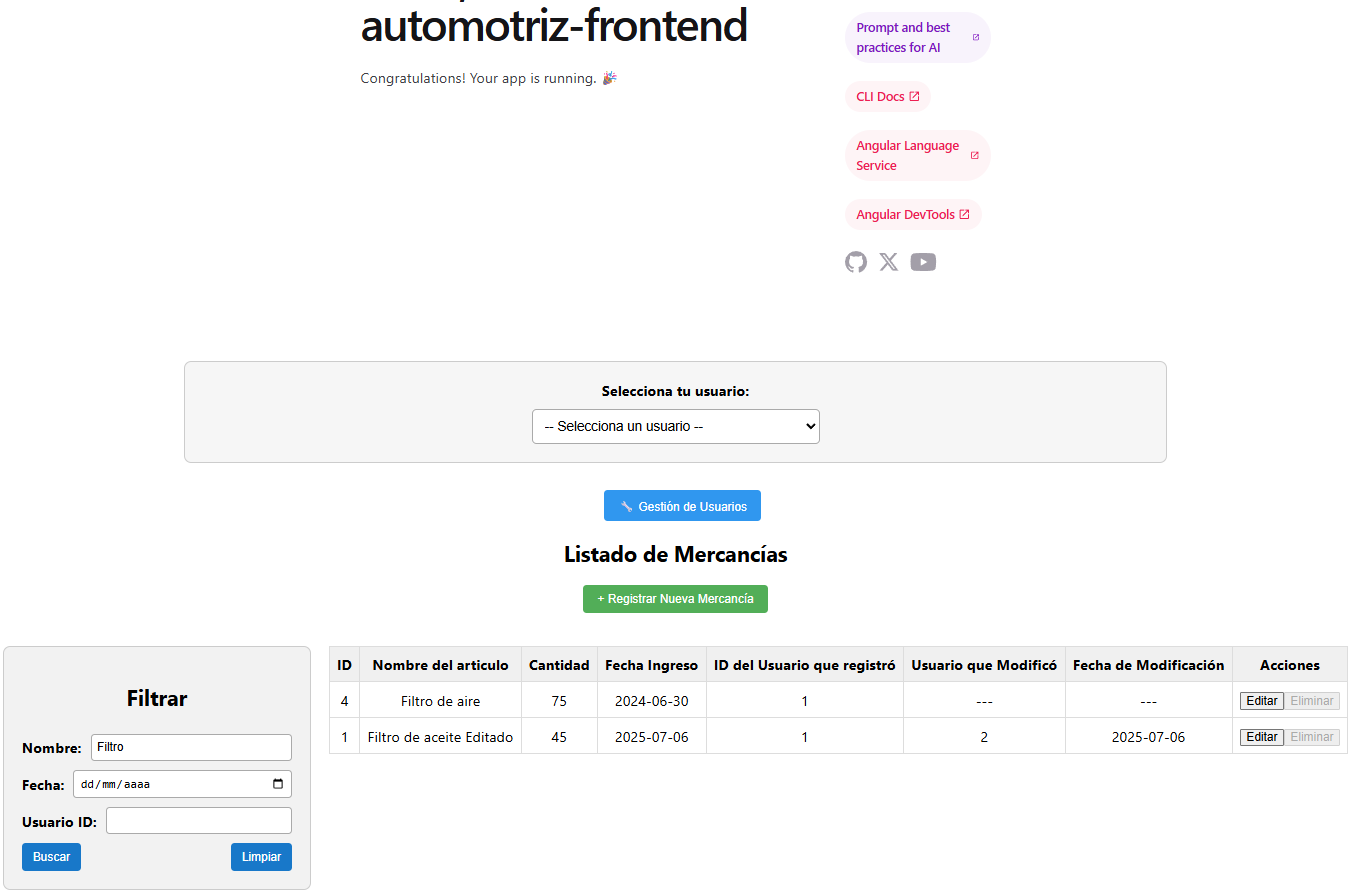 automotriz-frontend
Congratulations! Your app is running. 🎉
Prompt and best
practices for AI
CLI Docs
Angular Language
Service
Angular DevTools
Selecciona tu usuario:
-- Selecciona un usuario --
🔧 Gestión de Usuarios
Listado de Mercancías
+ Registrar Nueva Mercancía
Filtrar
Nombre: Filtro
Fecha: dd/mm/aaaa
Usuario ID:
Buscar Limpiar
ID Nombre del articulo Cantidad Fecha Ingreso ID del Usuario que registró Usuario que Modificó Fecha de Modificación Acciones
4 Filtro de aire 75 2024-06-30 1 --- --- Editar Eliminar
1 Filtro de aceite Editado 45 2025-07-06 1 2 2025-07-06 Editar Eliminar